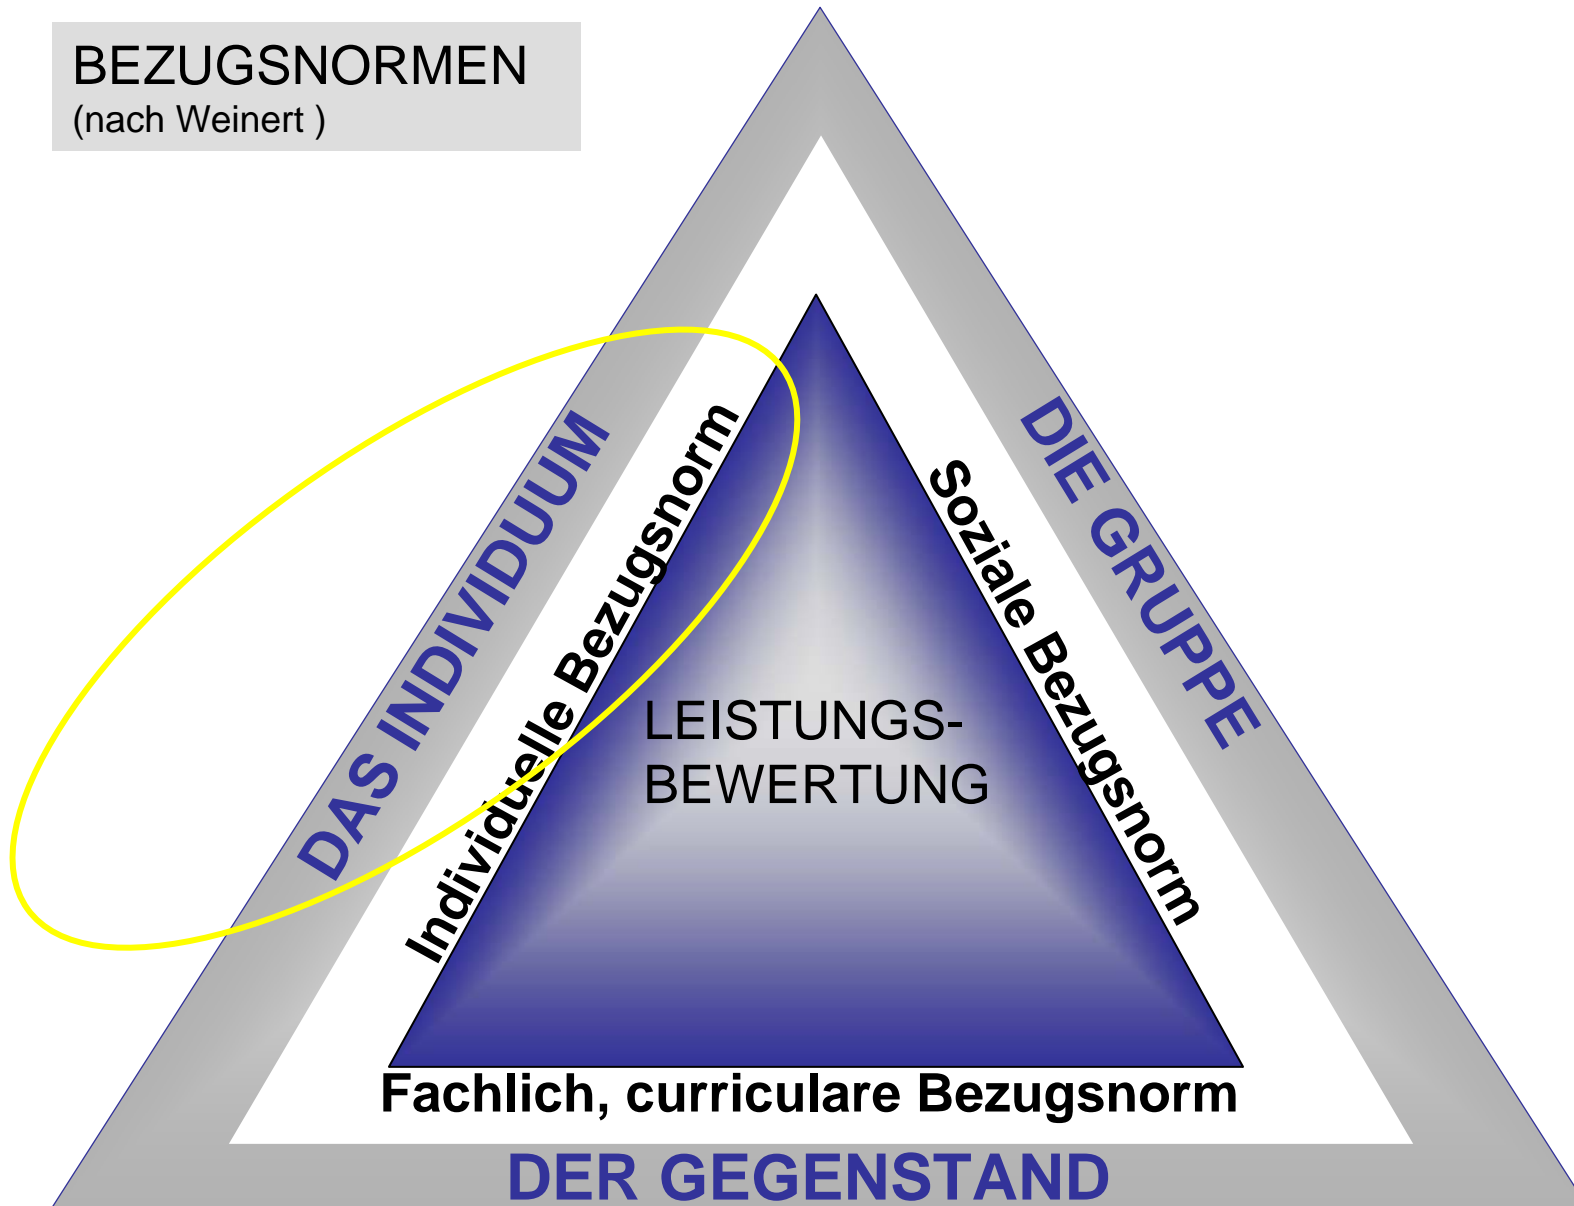 BEZUGSNORMEN
(nach Weinert )
DAS INDIVIDUUM
Individuelle Bezugsnorm
DIE GRUPPE
Soziale Bezugsnorm
LEISTUNGS-
BEWERTUNG
Fachlich, curriculare Bezugsnorm
DER GEGENSTAND